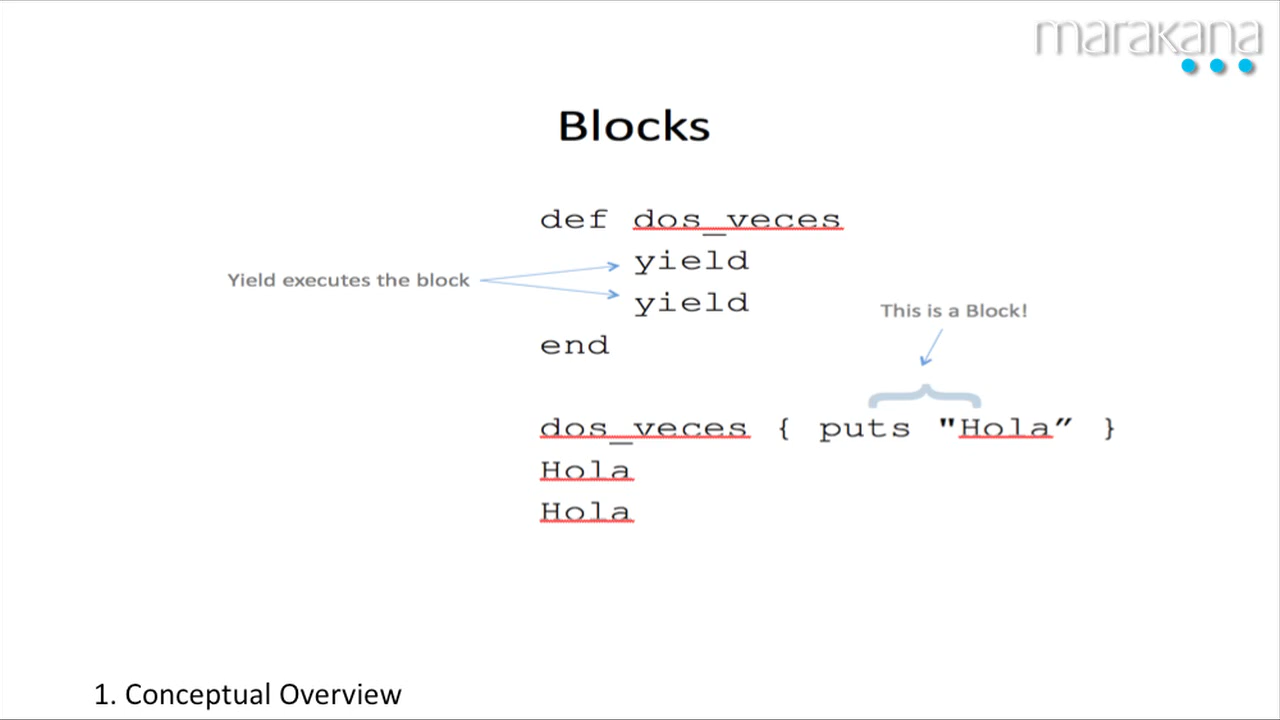 marakana
Blocks
def dos_veces
yield
Yield executes the block
yield
This is a Block!
end
dos_veces { puts "Hola” }
Hola
Hola
1. Conceptual Overview